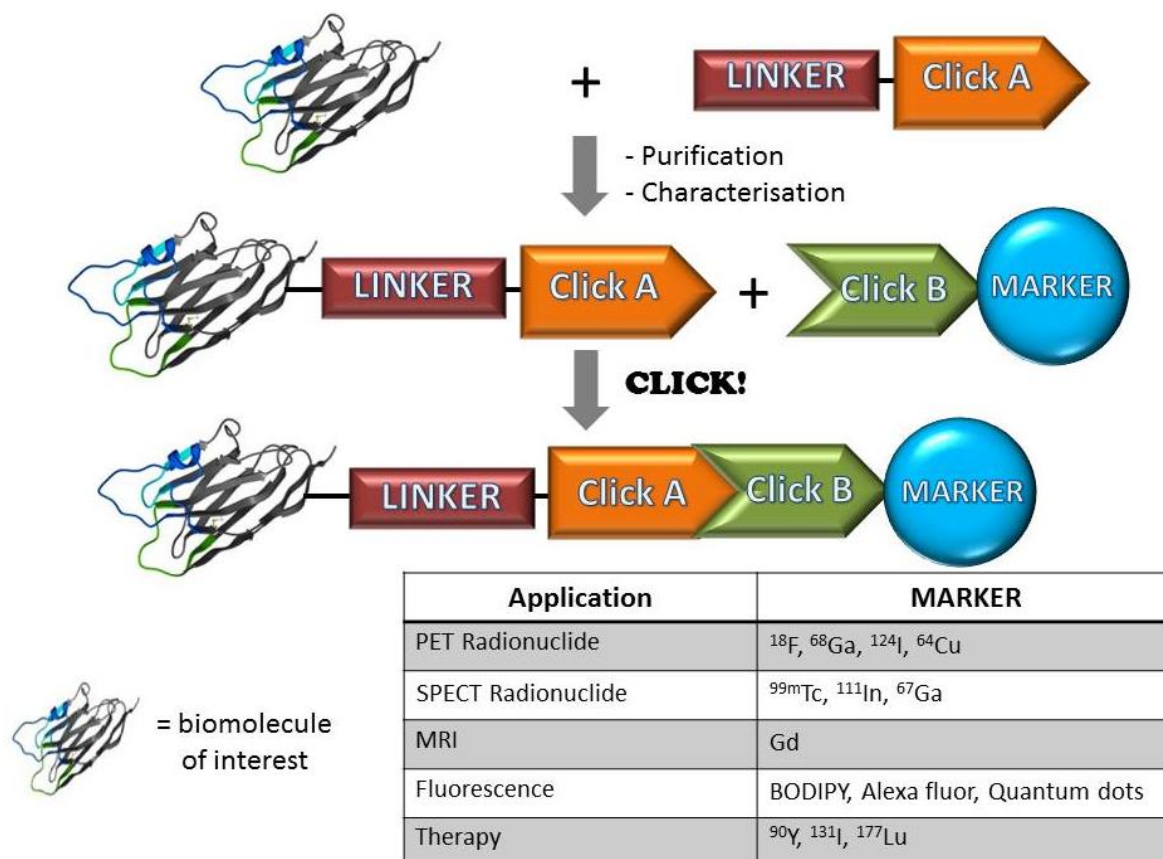 +
LINKER
Click A
- Purification
- Characterisation
LINKER
Click A
+
Click B
MARKER
CLICK!
LINKER
Click A
Click B
MARKER
Application MARKER
PET Radionuclide ¹⁸F, ⁶⁸Ga, ¹²⁴I, ⁶⁴Cu
SPECT Radionuclide ⁹⁹ᵐTc, ¹¹¹In, ⁶⁷Ga
MRI Gd
Fluorescence BODIPY, Alexa fluor, Quantum dots
Therapy ⁹⁰Y, ¹³¹I, ¹⁷⁷Lu
= biomolecule
of interest